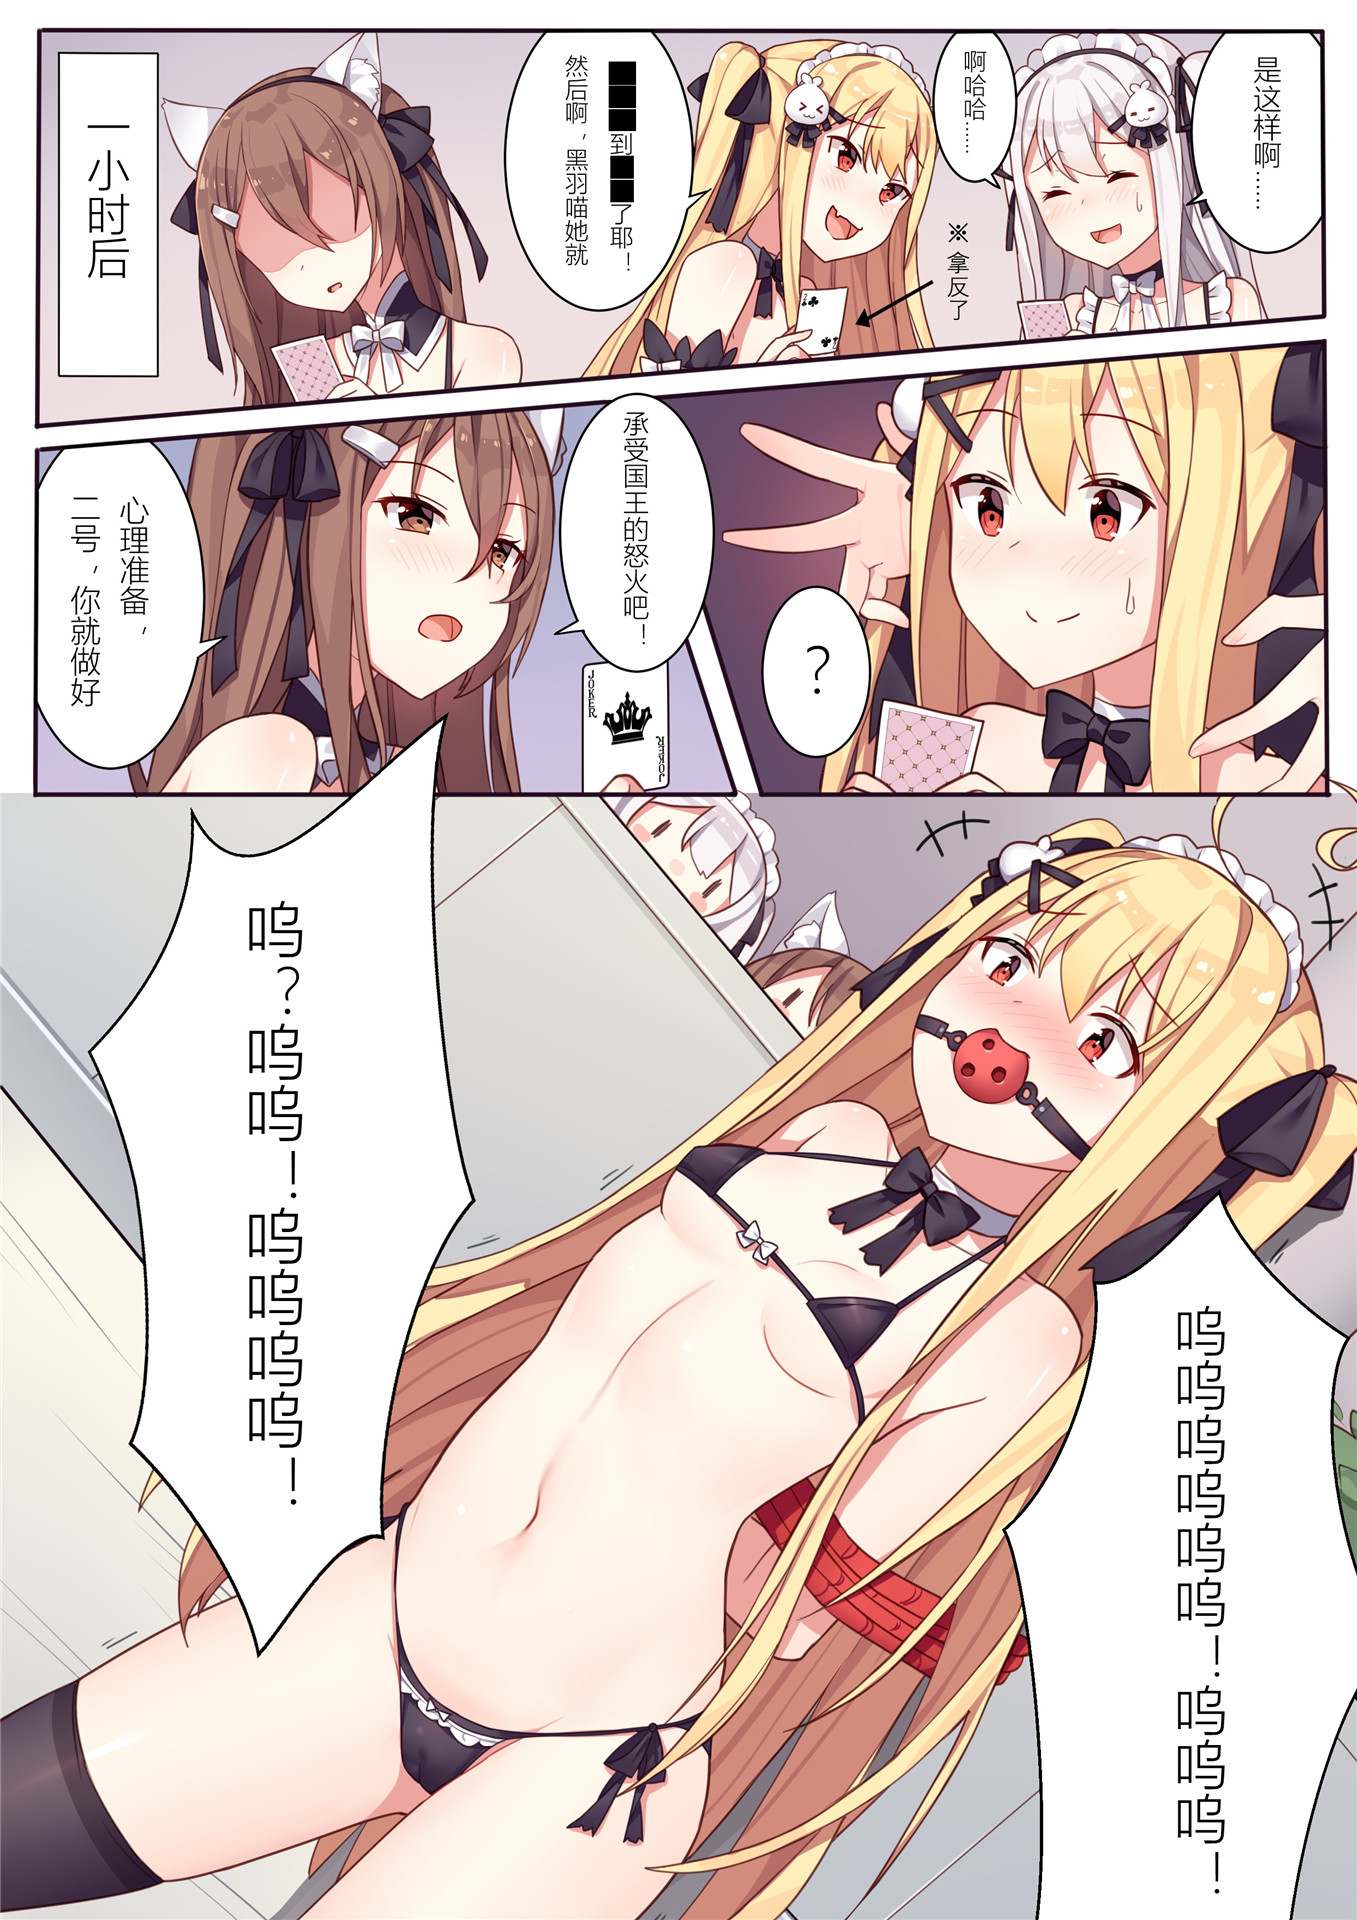 一小时后
然后啊，黑羽喵她就
■■■到■■了耶！
※拿反了
2
2
啊哈哈……
是这样啊……
二号，你就做好
心理准备，
承受国王的怒火吧！
JOKER
JOKER
？
呜？呜呜！呜呜呜呜！
呜呜呜呜呜呜！呜呜呜！